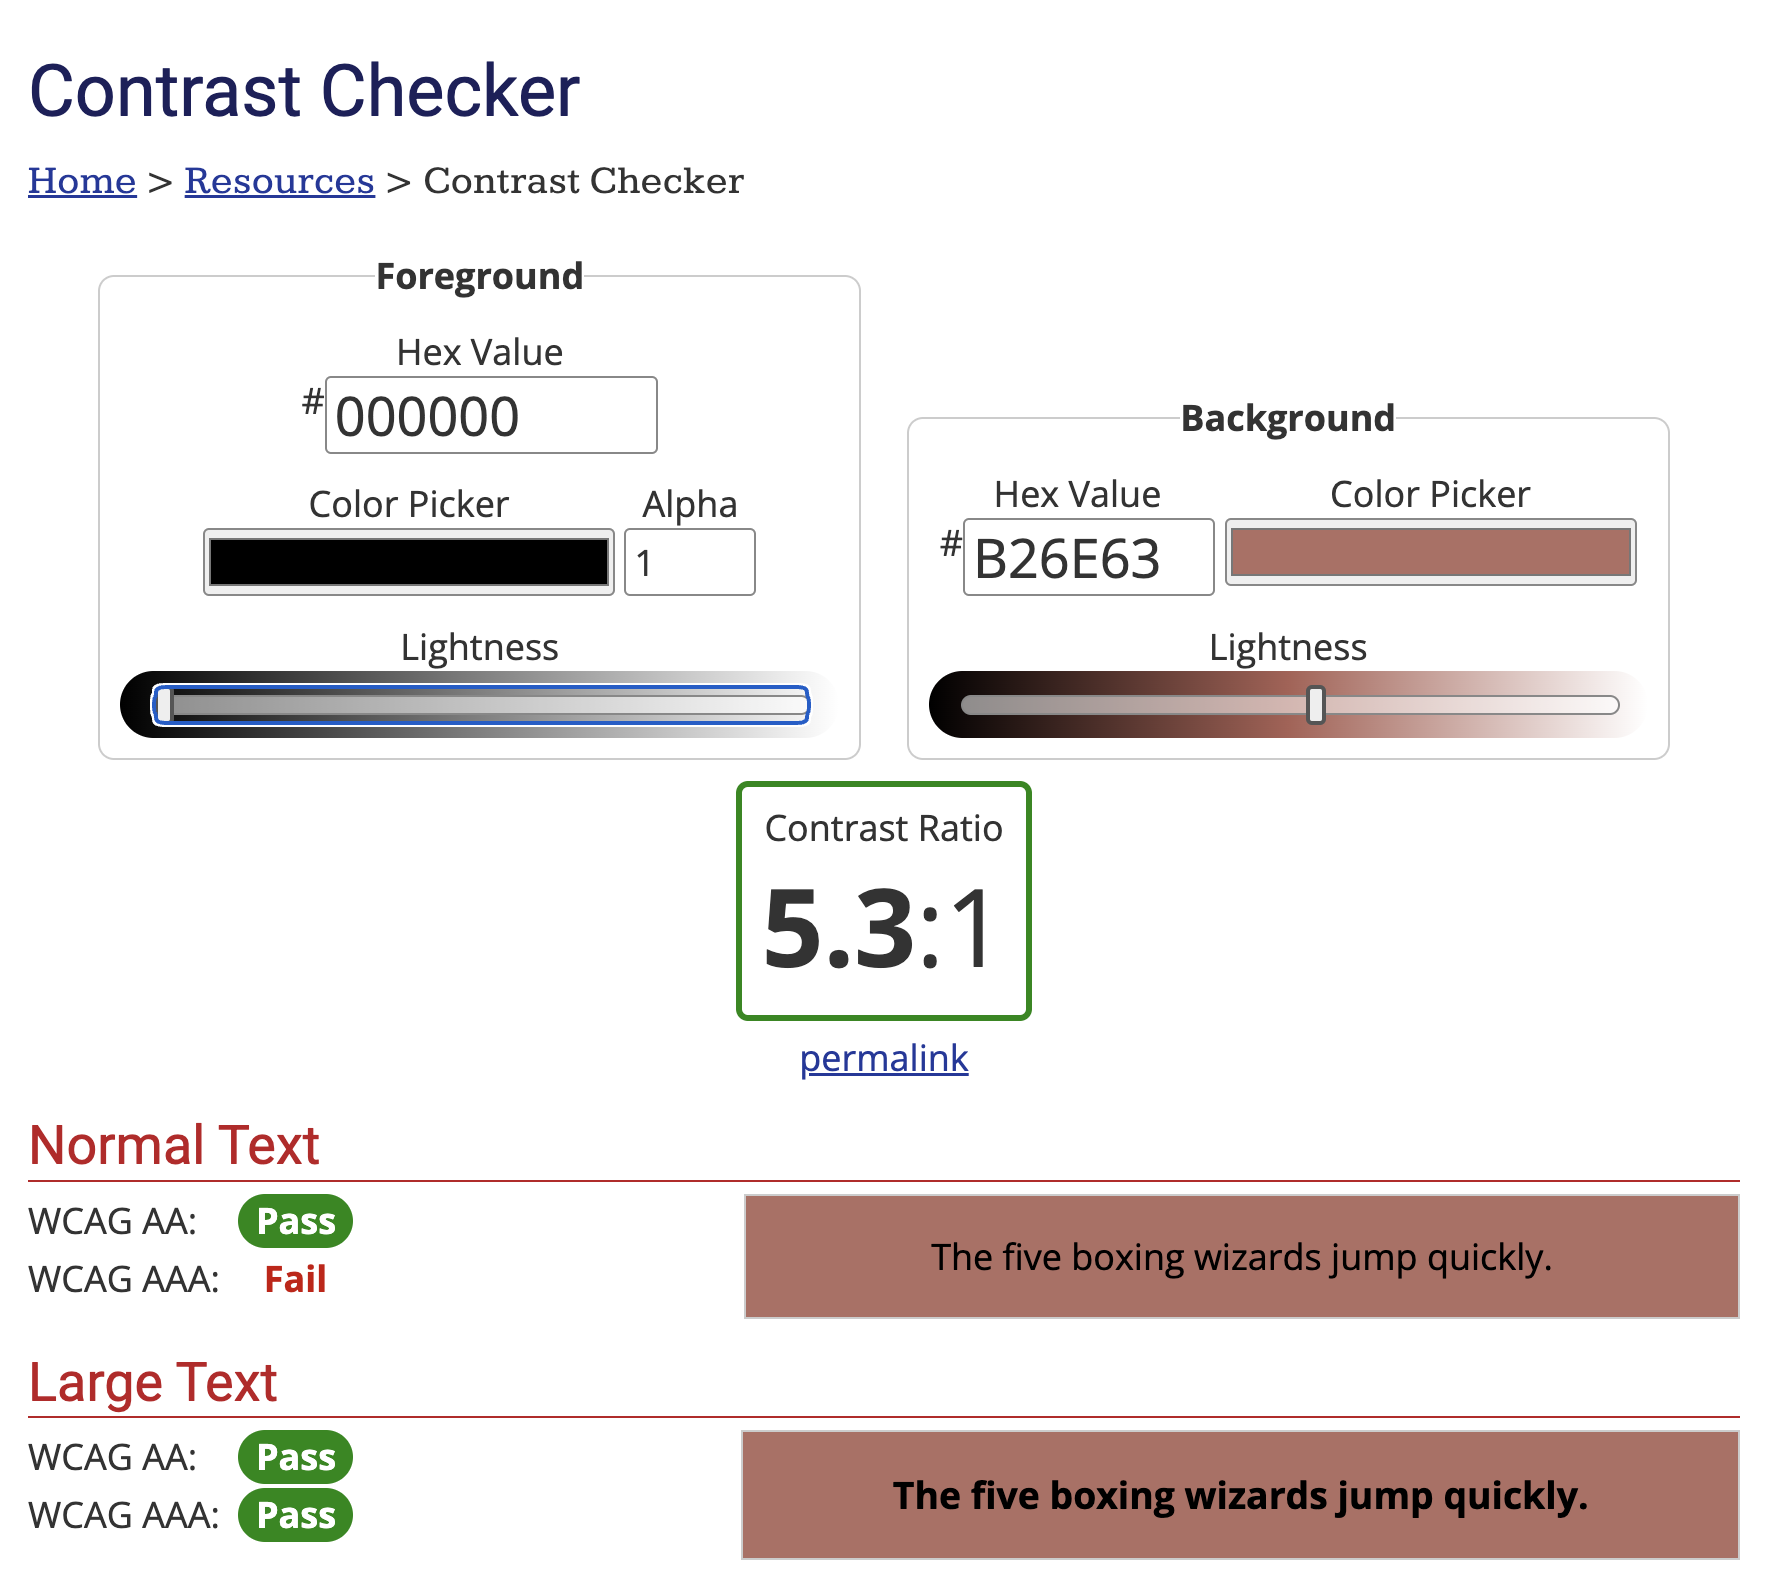 Contrast Checker
Home > Resources > Contrast Checker
Foreground
Hex Value
#000000
Color Picker Alpha
1
Lightness
Background
Hex Value Color Picker
#B26E63
Lightness
Contrast Ratio
5.3:1
permalink
Normal Text
WCAG AA: Pass
WCAG AAA: Fail
The five boxing wizards jump quickly.
Large Text
WCAG AA: Pass
WCAG AAA: Pass
The five boxing wizards jump quickly.